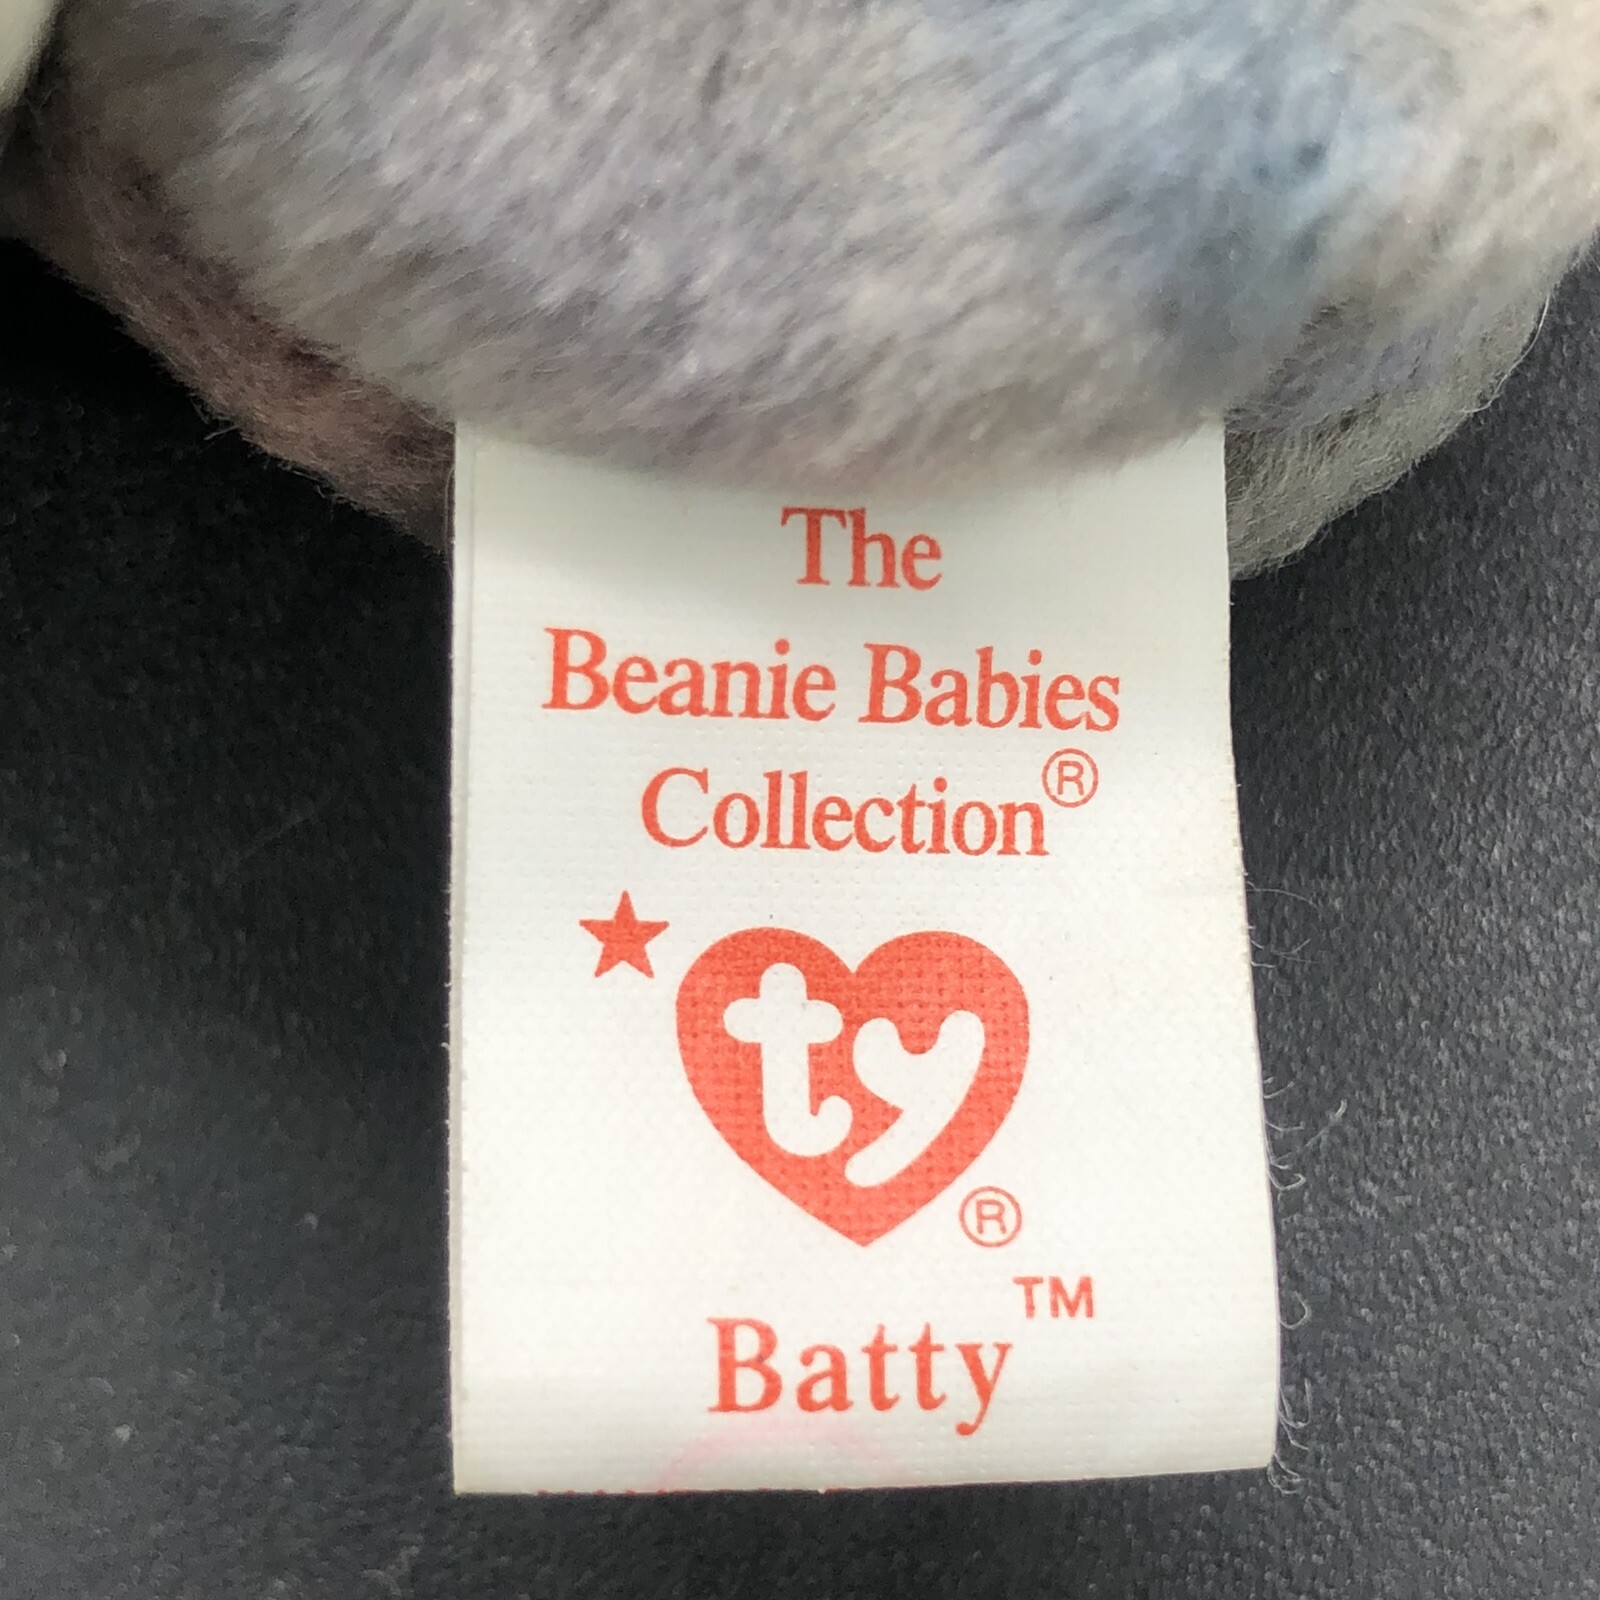 The
Beanie Babies
Collection®
ty®
Batty™